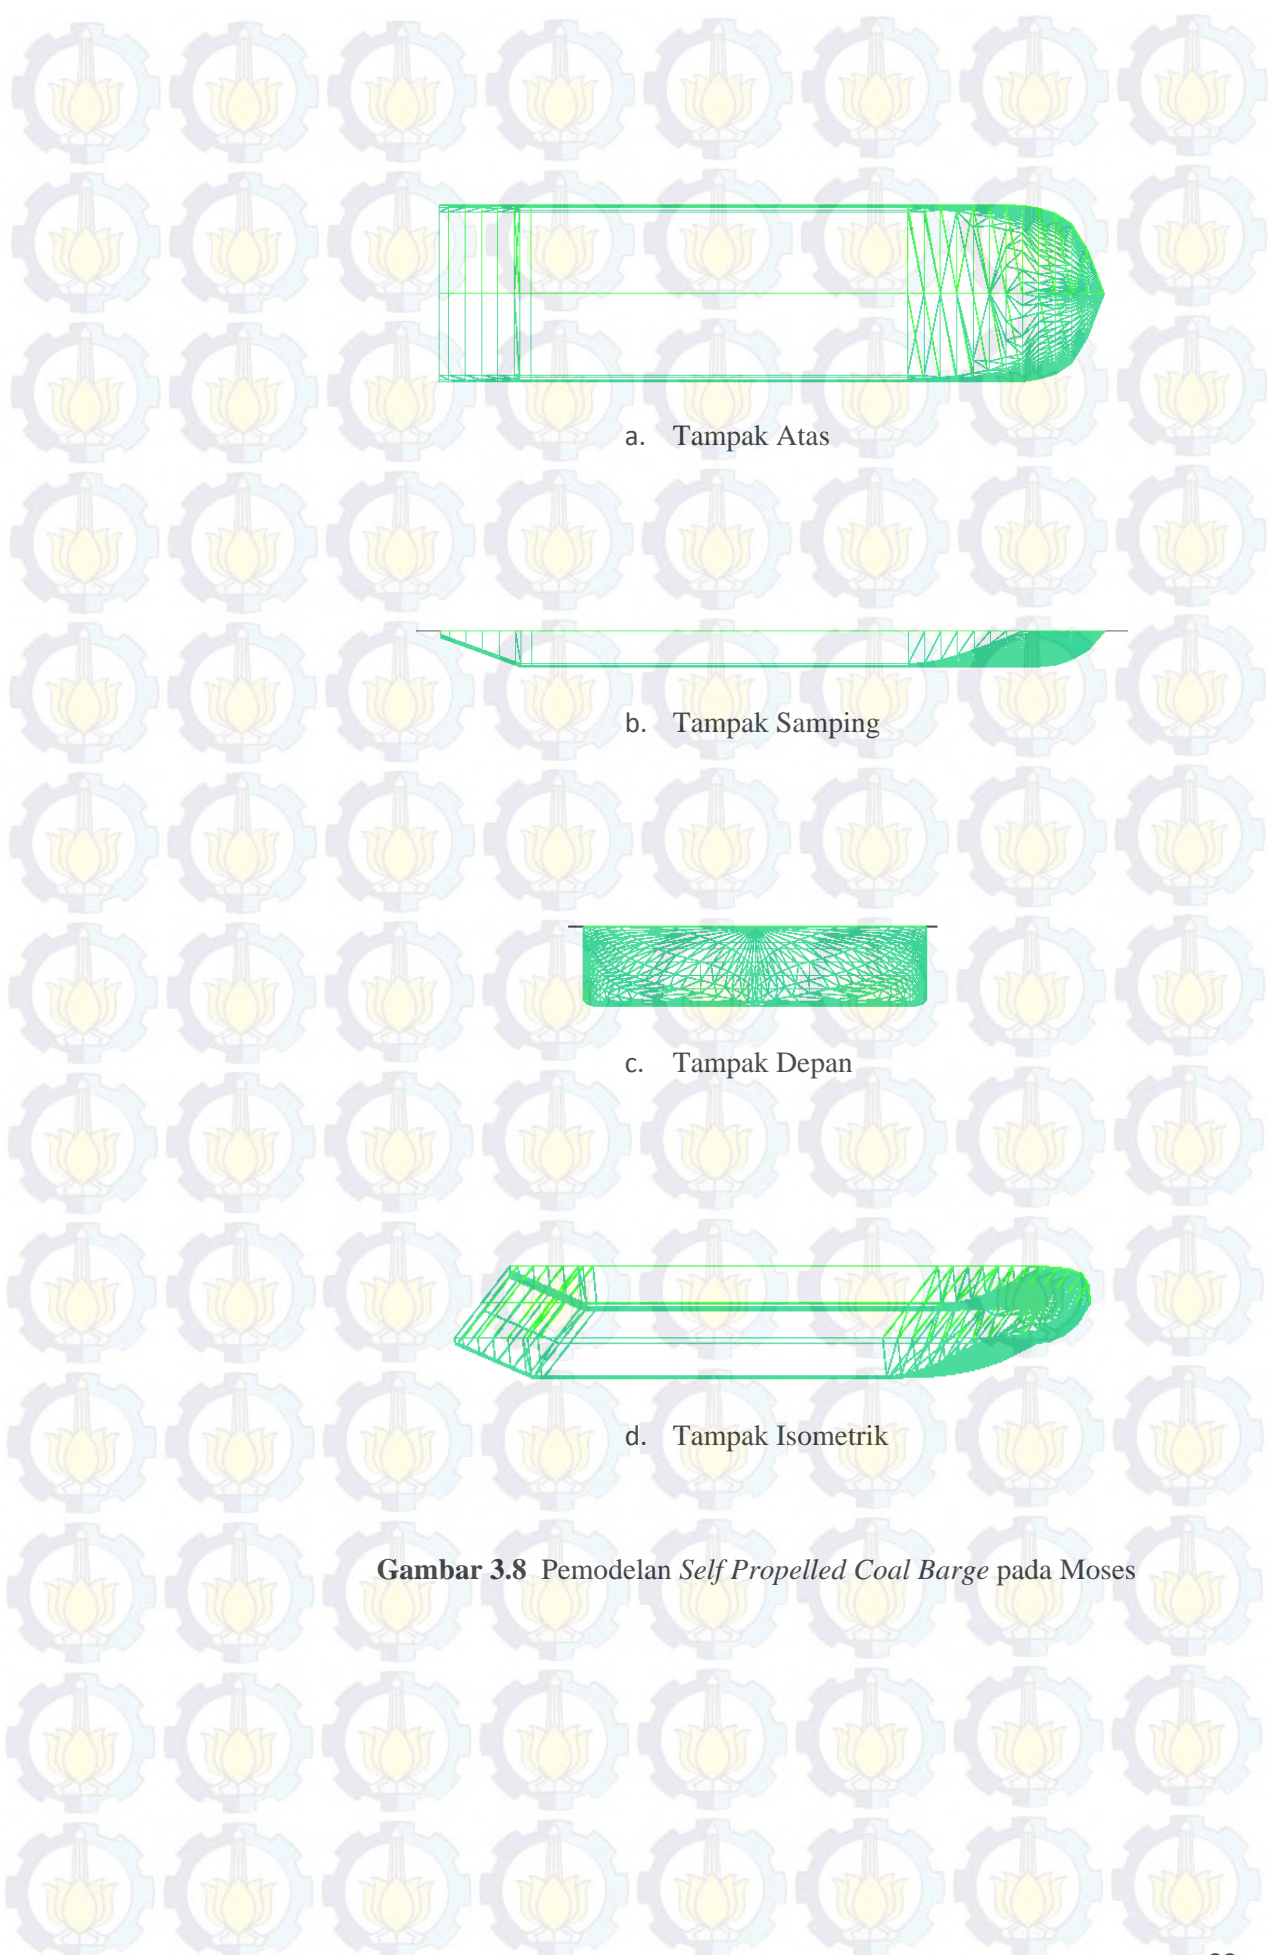 a. Tampak Atas
b. Tampak Samping
c. Tampak Depan
d. Tampak Isometrik
Gambar 3.8 Pemodelan Self Propelled Coal Barge pada Moses